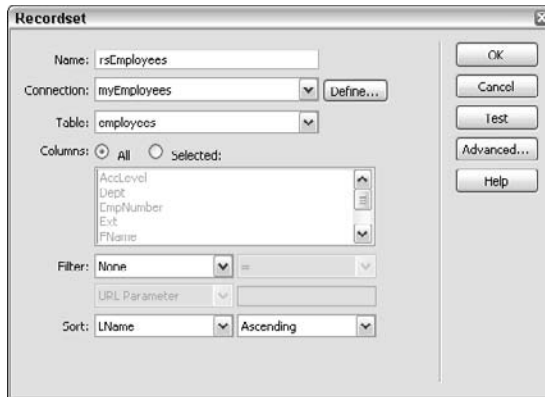 Recordset
Name: rsEmployees
Connection: myEmployees Define...
Table: employees
Columns: All Selected:
AccLevel
Dept
EmpNumber
Ext
FName
Filter: None =
URL Parameter
Sort: LName Ascending
OK
Cancel
Test
Advanced...
Help